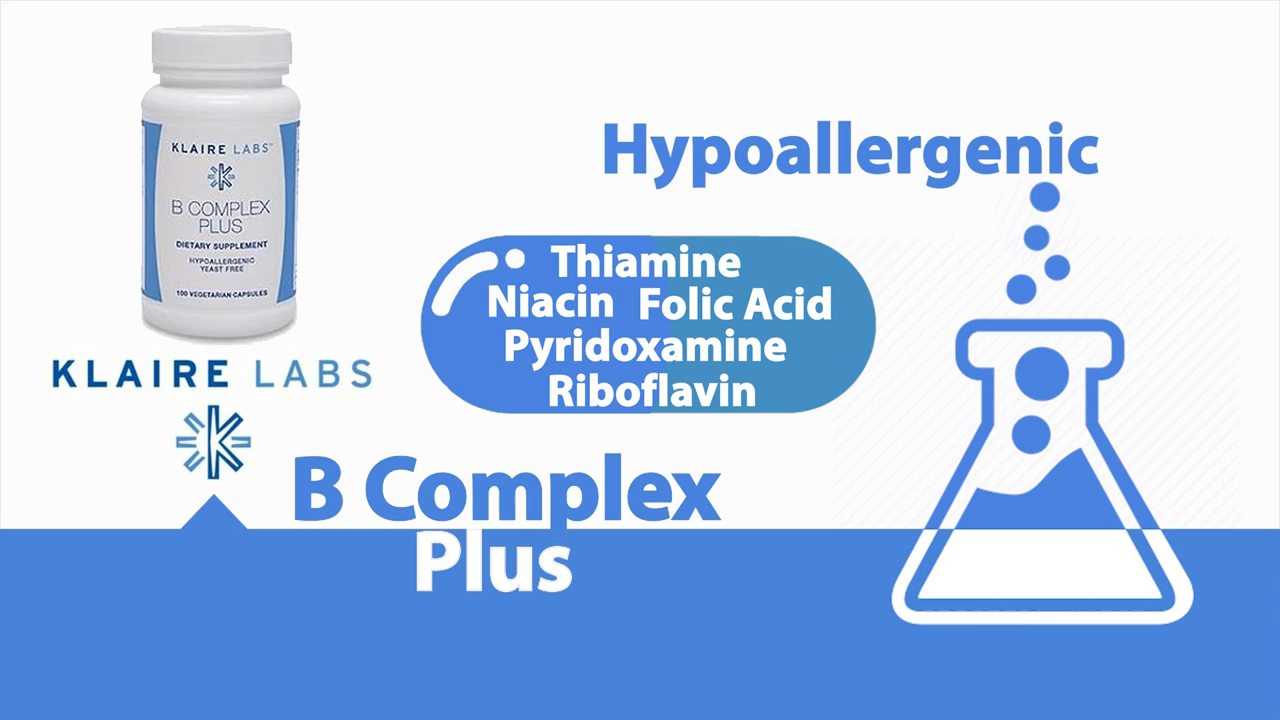 KLAIRE LABS™
B COMPLEX
PLUS
DIETARY SUPPLEMENT
HYPOALLERGENIC
YEAST FREE
100 VEGETARIAN CAPSULES
KLAIRE LABS
Hypoallergenic
Thiamine
Niacin Folic Acid
Pyridoxamine
Riboflavin
B Complex
Plus